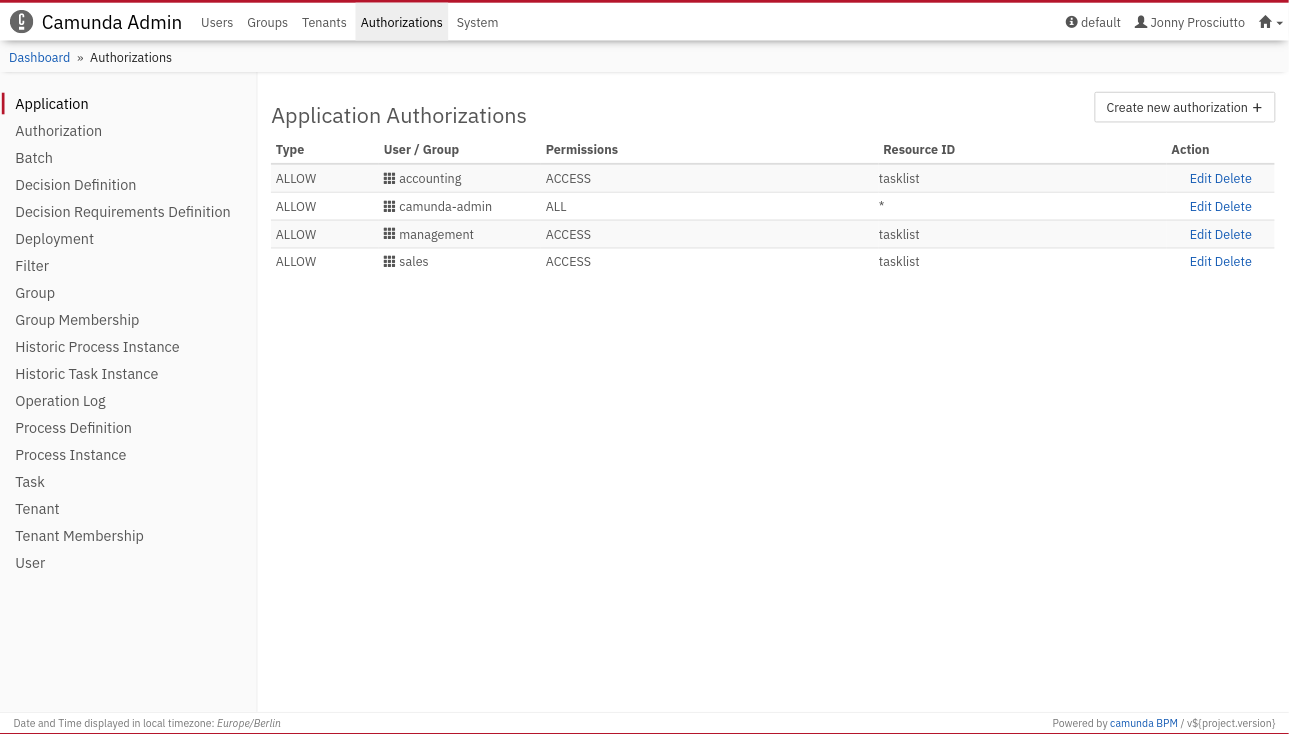 Camunda Admin Users Groups Tenants Authorizations System default Jonny Prosciutto
Dashboard » Authorizations
Application
Authorization
Batch
Decision Definition
Decision Requirements Definition
Deployment
Filter
Group
Group Membership
Historic Process Instance
Historic Task Instance
Operation Log
Process Definition
Process Instance
Task
Tenant
Tenant Membership
User
Application Authorizations
Create new authorization +
Type User / Group Permissions Resource ID Action
ALLOW accounting ACCESS tasklist Edit Delete
ALLOW camunda-admin ALL * Edit Delete
ALLOW management ACCESS tasklist Edit Delete
ALLOW sales ACCESS tasklist Edit Delete
Date and Time displayed in local timezone: Europe/Berlin
Powered by camunda BPM / v${project.version}